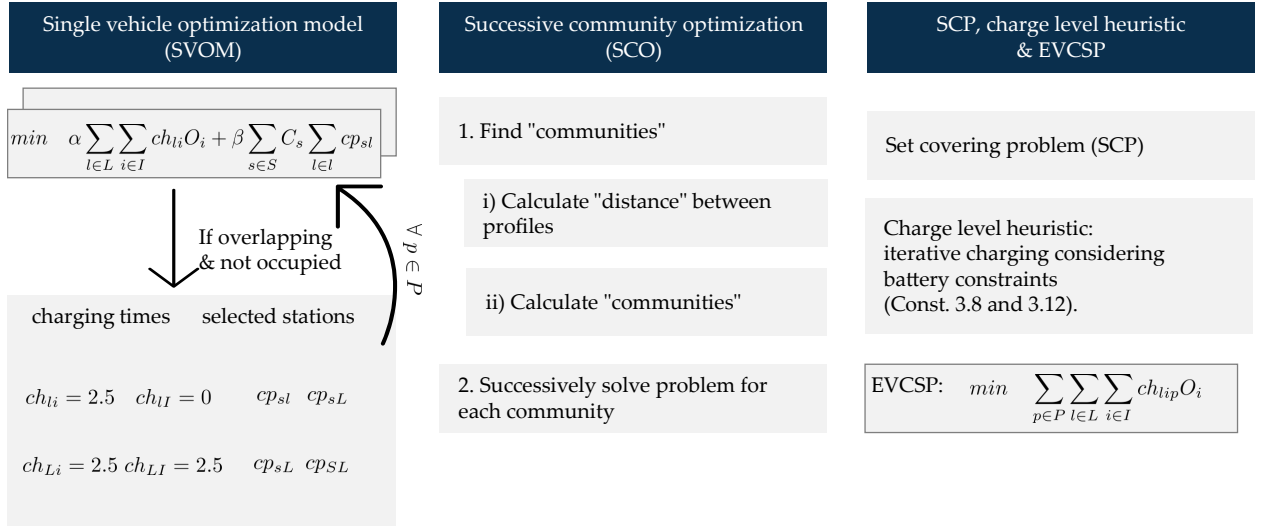 Single vehicle optimization model
(SVOM)
min α ∑_{l∈L} ∑_{i∈I} ch_{li}O_i + β ∑_{s∈S} C_s ∑_{l∈l} cp_{sl}
If overlapping
& not occupied
∀ p ∈ P
charging times selected stations
ch_{li} = 2.5 ch_{lI} = 0 cp_{sl} cp_{sL}
ch_{Li} = 2.5 ch_{LI} = 2.5 cp_{sL} cp_{SL}
Successive community optimization
(SCO)
1. Find "communities"
i) Calculate "distance" between
profiles
ii) Calculate "communities"
2. Successively solve problem for
each community
SCP, charge level heuristic
& EVCSP
Set covering problem (SCP)
Charge level heuristic:
iterative charging considering
battery constraints
(Const. 3.8 and 3.12).
EVCSP: min ∑_{p∈P} ∑_{l∈L} ∑_{i∈I} ch_{lip}O_i